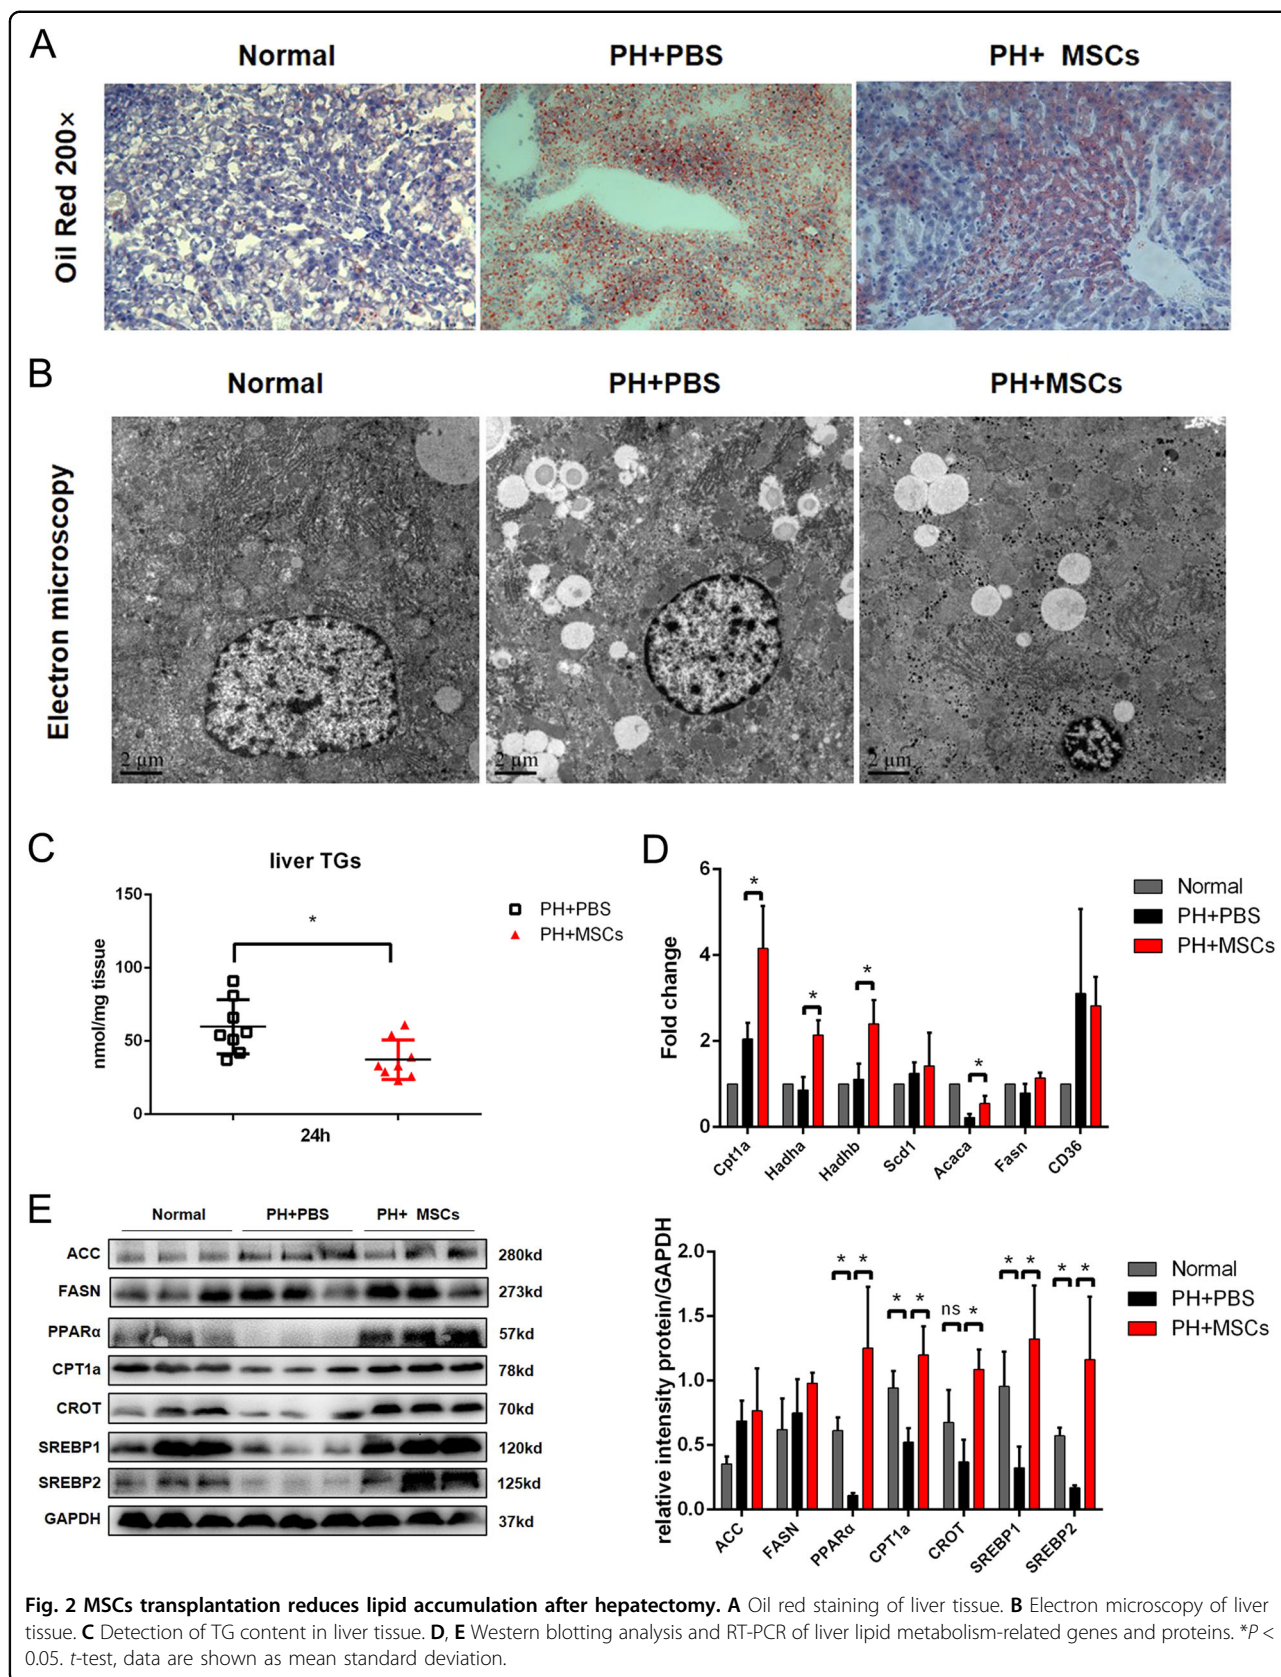 A
Normal
PH+PBS
PH+ MSCs
Oil Red 200×
B
Normal
PH+PBS
PH+MSCs
Electron microscopy
2 μm
2 μm
2 μm
C
liver TGs
nmol/mg tissue
150
100
50
0
*
24h
PH+PBS
PH+MSCs
D
Fold change
6
4
2
0
*
*
*
*
Cpt1a
Hadha
Hadhb
Scd1
Acaca
Fasn
CD36
Normal
PH+PBS
PH+MSCs
E
Normal
PH+PBS
PH+ MSCs
ACC
280kd
FASN
273kd
PPARα
57kd
CPT1a
78kd
CROT
70kd
SREBP1
120kd
SREBP2
125kd
GAPDH
37kd
relative intensity protein/GAPDH
2.0
1.5
1.0
0.5
0.0
* *
* *
ns *
* *
* *
ACC
FASN
PPARα
CPT1a
CROT
SREBP1
SREBP2
Normal
PH+PBS
PH+MSCs
Fig. 2 MSCs transplantation reduces lipid accumulation after hepatectomy. A Oil red staining of liver tissue. B Electron microscopy of liver
tissue. C Detection of TG content in liver tissue. D, E Western blotting analysis and RT-PCR of liver lipid metabolism-related genes and proteins. *P <
0.05. t-test, data are shown as mean standard deviation.